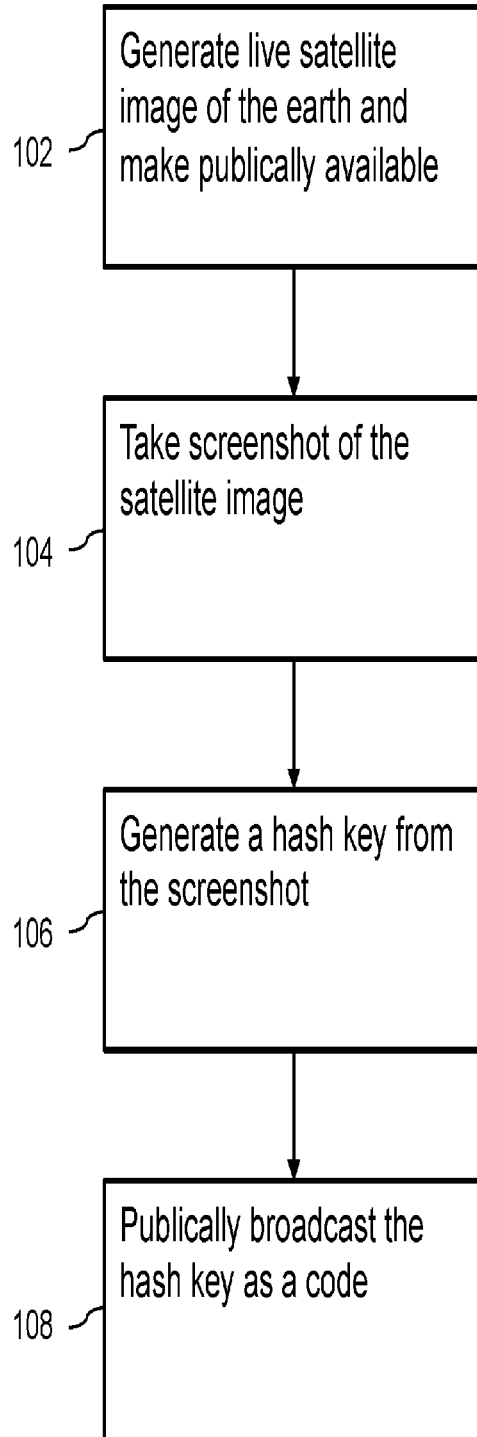 Generate live satellite
image of the earth and
make publically available
102
Take screenshot of the
satellite image
104
Generate a hash key from
the screenshot
106
Publically broadcast the
hash key as a code
108